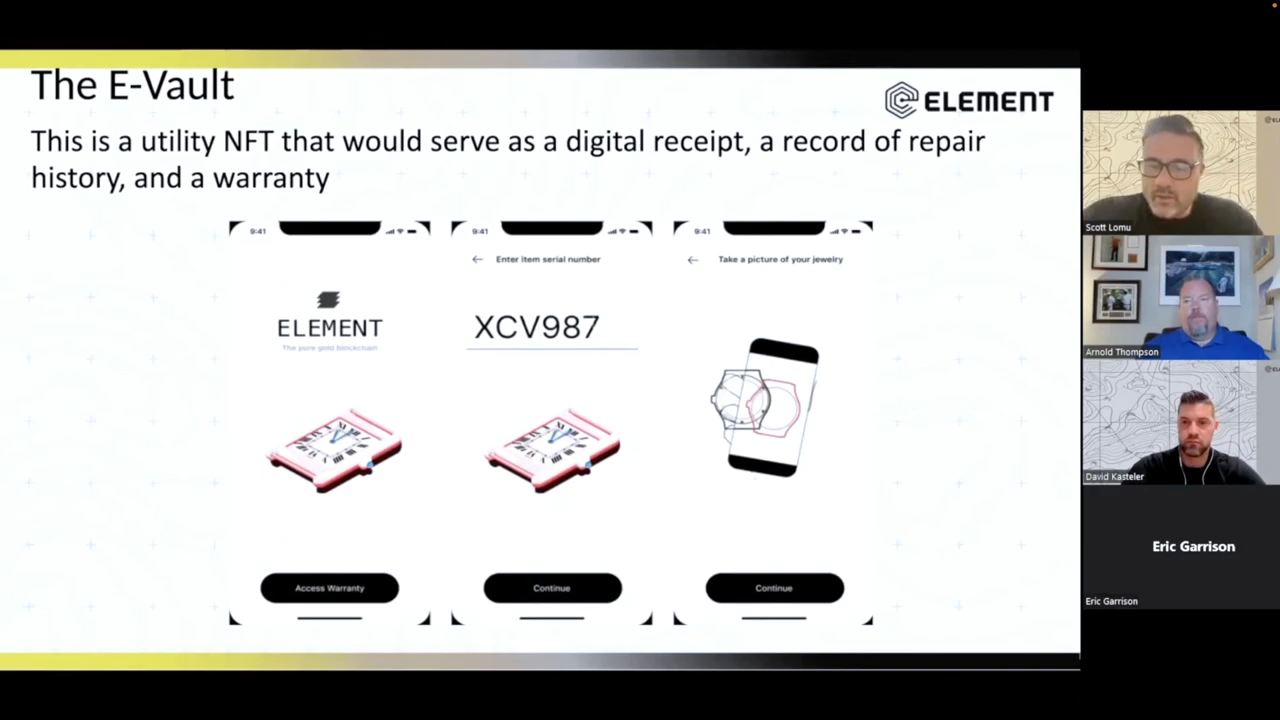 The E-Vault
ELEMENT
This is a utility NFT that would serve as a digital receipt, a record of repair
history, and a warranty
9:41
ELEMENT
The pure gold blockchain
Access Warranty
9:41
Enter item serial number
XCV987
Continue
9:41
Take a picture of your jewelry
Continue
Scott Lomu
Arnold Thompson
David Kasteler
Eric Garrison
Eric Garrison